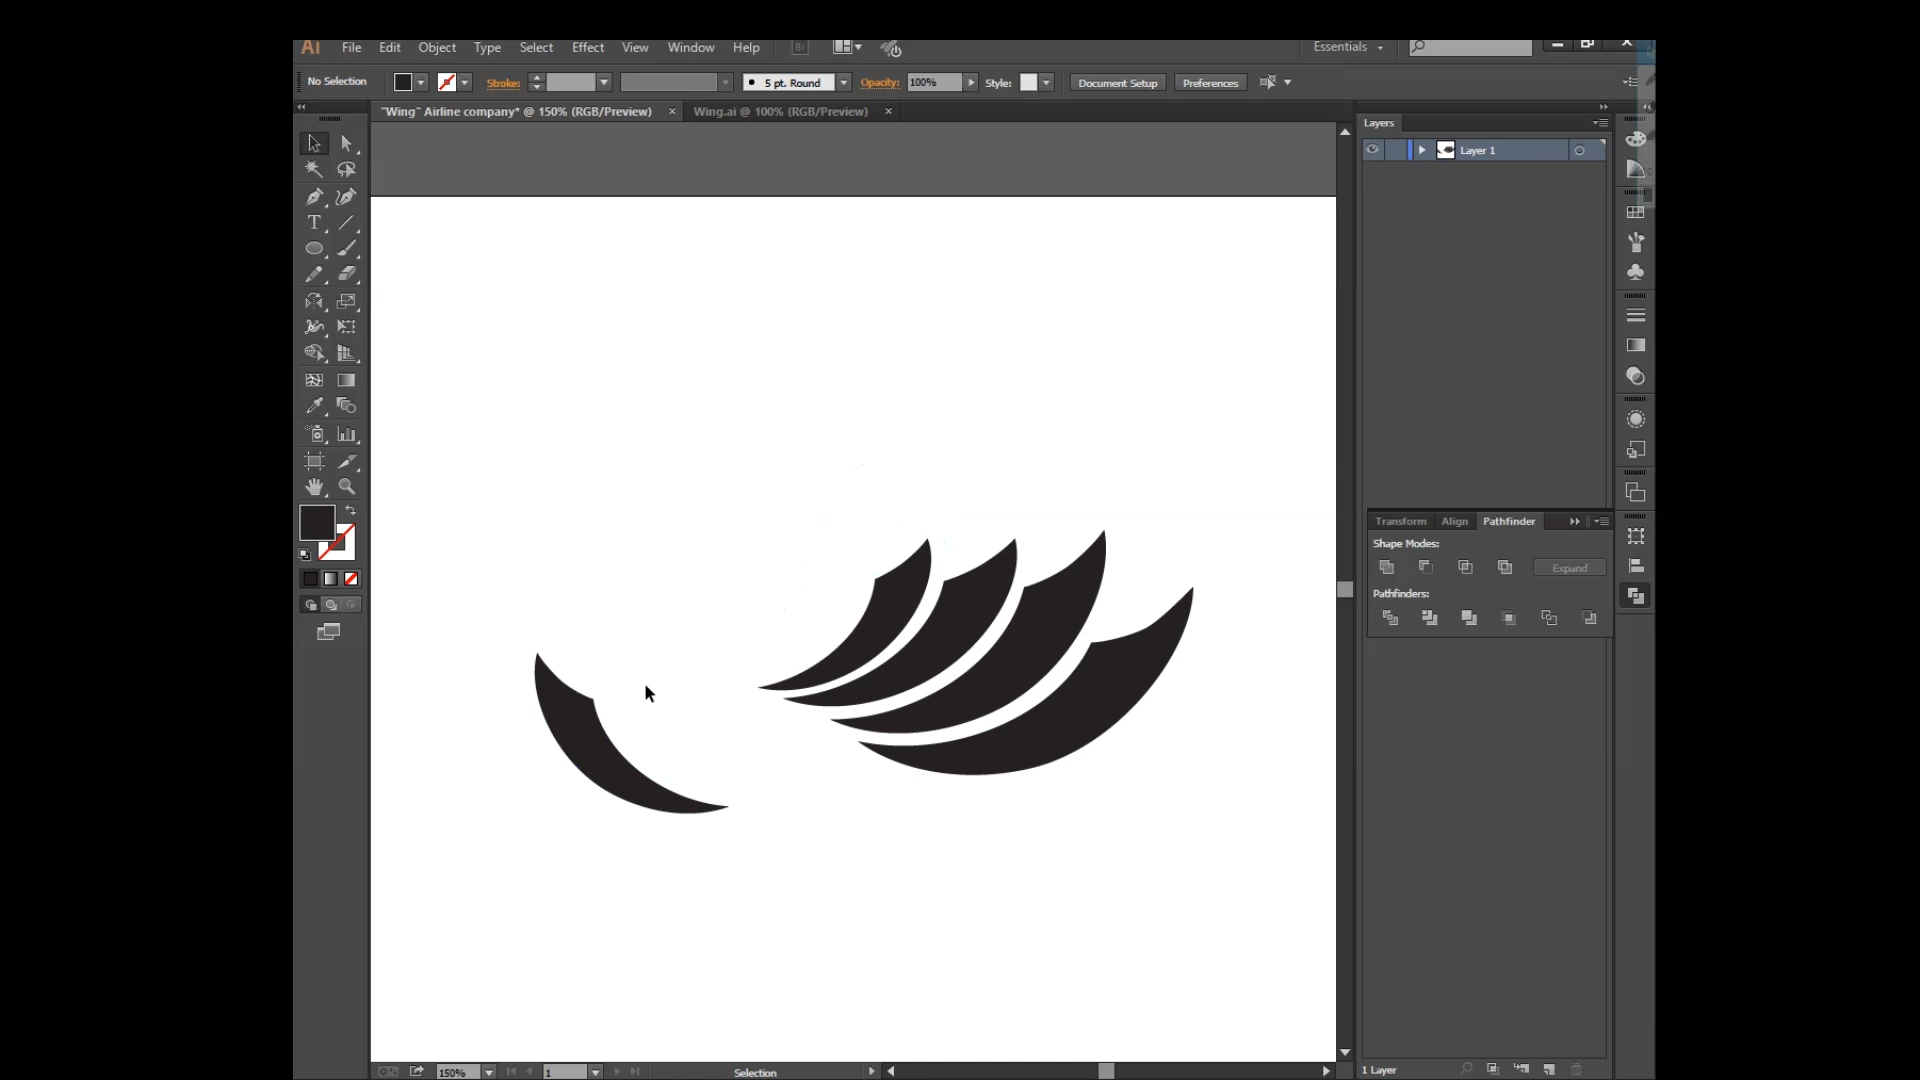 Ai File Edit Object Type Select Effect View Window Help Br Essentials
No Selection Stroke: 5 pt. Round Opacity: 100% Style: Document Setup Preferences
"Wing" Airline company* @ 150% (RGB/Preview) × Wing.ai @ 100% (RGB/Preview) ×
Layers
Layer 1
Transform Align Pathfinder
Shape Modes:
Expand
Pathfinders:
150% 1 Selection
1 Layer